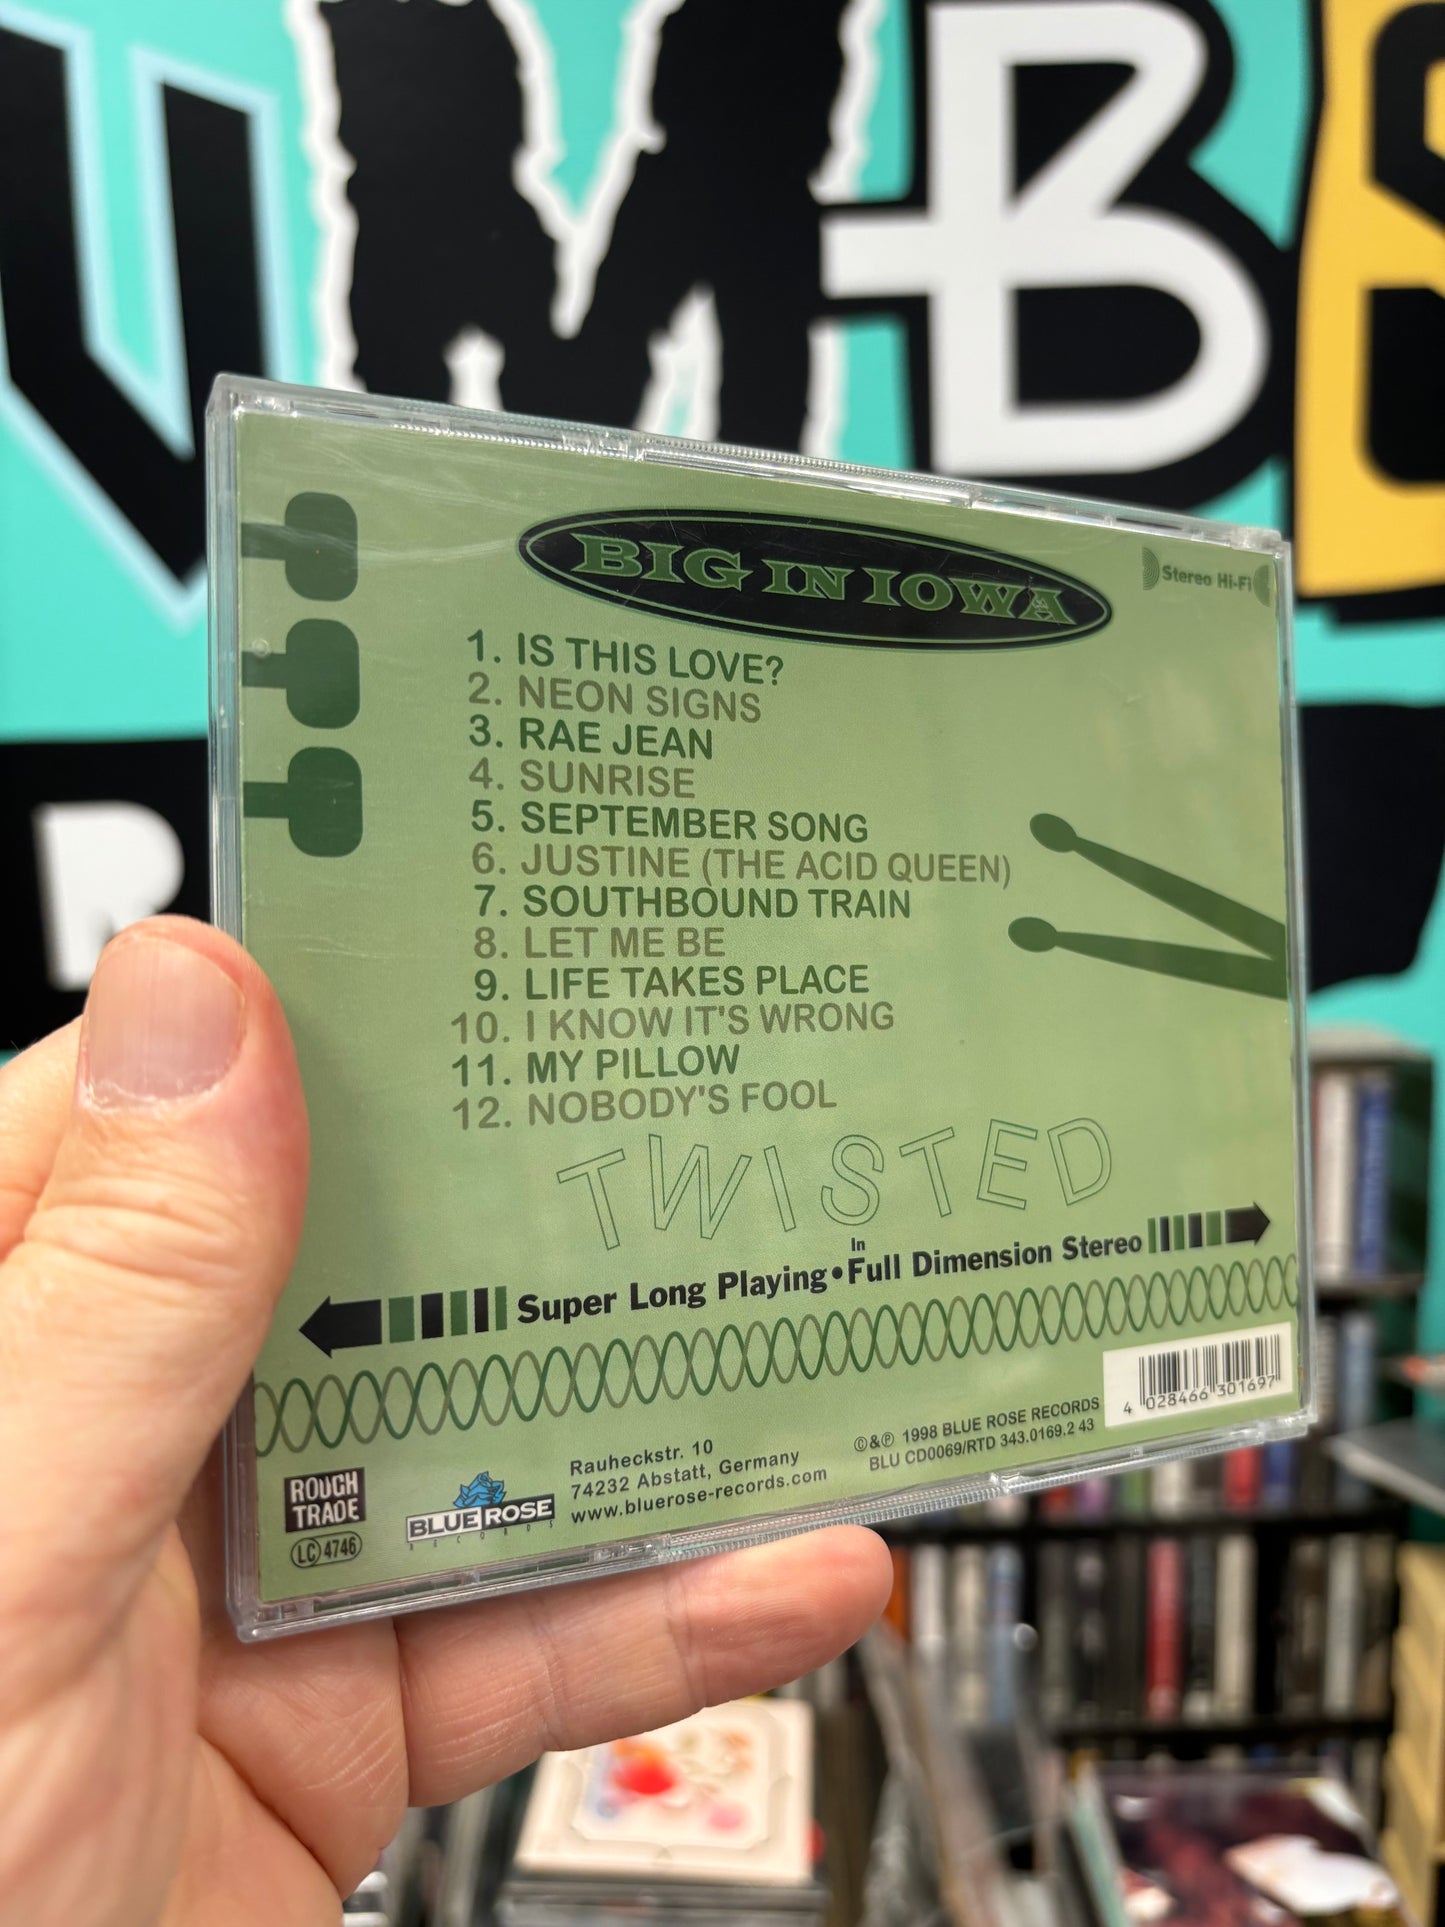 BIG IN IOWA
Stereo Hi-Fi
1. IS THIS LOVE?
2. NEON SIGNS
3. RAE JEAN
4. SUNRISE
5. SEPTEMBER SONG
6. JUSTINE (THE ACID QUEEN)
7. SOUTHBOUND TRAIN
8. LET ME BE
9. LIFE TAKES PLACE
10. I KNOW IT'S WRONG
11. MY PILLOW
12. NOBODY'S FOOL
TWISTED
Super Long Playing • In Full Dimension Stereo
ROUGH
TRADE
LC 4746
BLUE ROSE
RECORDS
Rauheckstr. 10
74232 Abstatt, Germany
www.bluerose-records.com
©&℗ 1998 BLUE ROSE RECORDS
BLU CD0069/RTD 343.0169.2 43
4 028466 301697